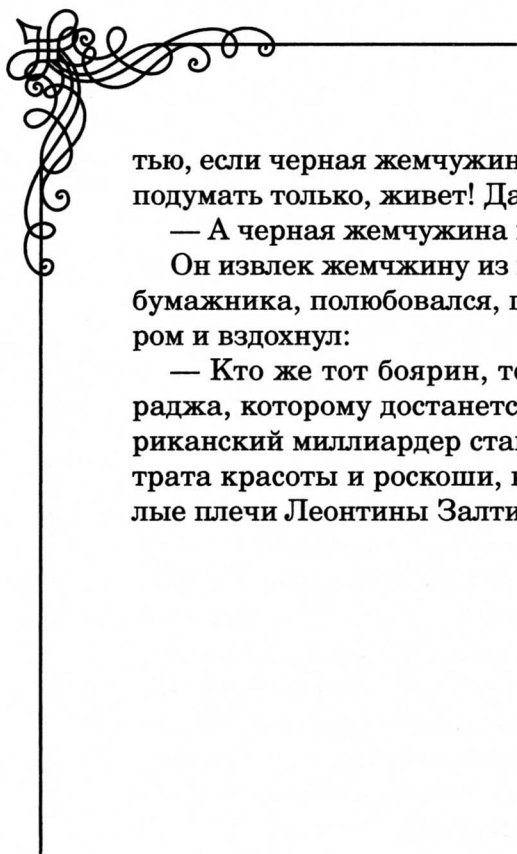 тью, если черная жемчужин
подумать только, живет! Да
— А черная жемчужина
Он извлек жемчжину из
бумажника, полюбовался,
ром и вздохнул:
— Кто же тот боярин, т
раджа, которому достанетс
риканский миллиардер ста
трата красоты и роскоши,
лые плечи Леонтины Залти